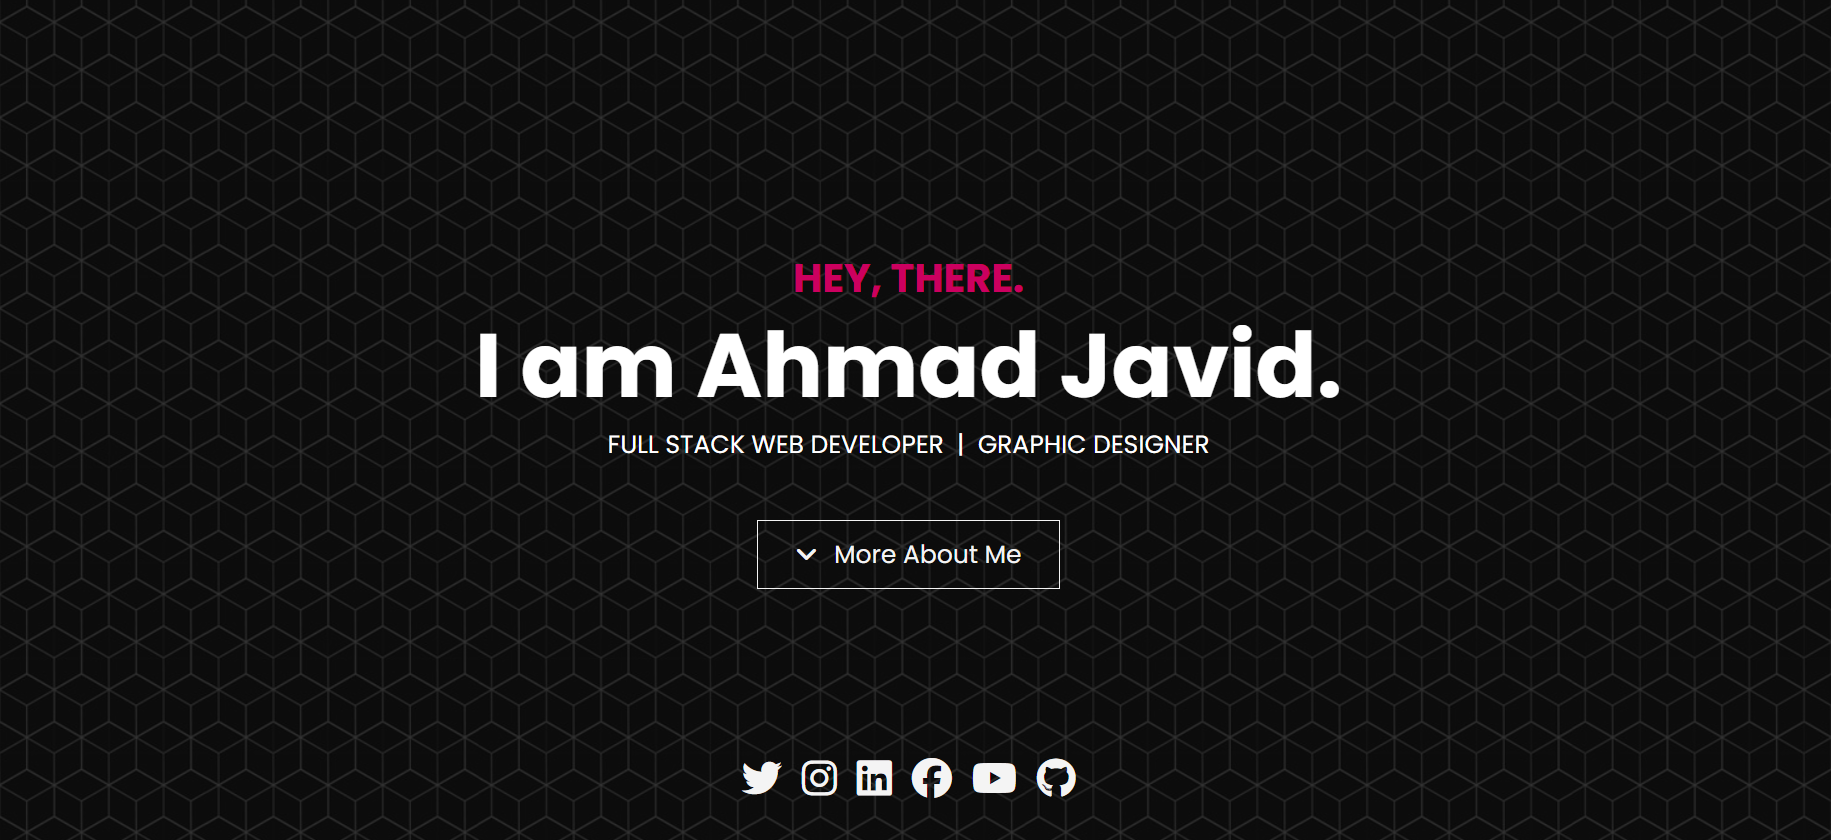 HEY, THERE.
I am Ahmad Javid.
FULL STACK WEB DEVELOPER | GRAPHIC DESIGNER
More About Me